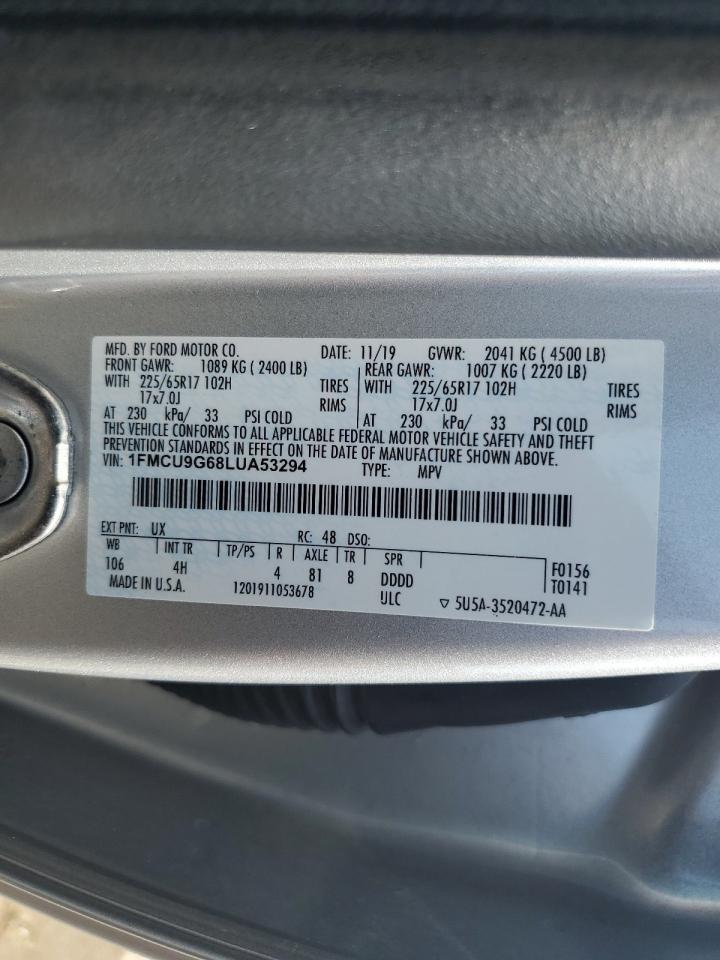 MFD. BY FORD MOTOR CO. DATE: 11/19 GVWR: 2041 KG ( 4500 LB)
FRONT GAWR: 1089 KG ( 2400 LB) REAR GAWR: 1007 KG ( 2220 LB)
WITH 225/65R17 102H TIRES WITH 225/65R17 102H TIRES
17x7.0J RIMS 17x7.0J RIMS
AT 230 kPa/ 33 PSI COLD AT 230 kPa/ 33 PSI COLD
THIS VEHICLE CONFORMS TO ALL APPLICABLE FEDERAL MOTOR VEHICLE SAFETY AND THEFT
PREVENTION STANDARDS IN EFFECT ON THE DATE OF MANUFACTURE SHOWN ABOVE.
VIN: 1FMCU9G68LUA53294 TYPE: MPV
EXT PNT: UX RC: 48 DSO:
WB INT TR TP/PS R AXLE TR SPR
106 4H 4 81 8 DDDD F0156
MADE IN U.S.A. 1201911053678 ULC T0141
▽ 5U5A-3520472-AA